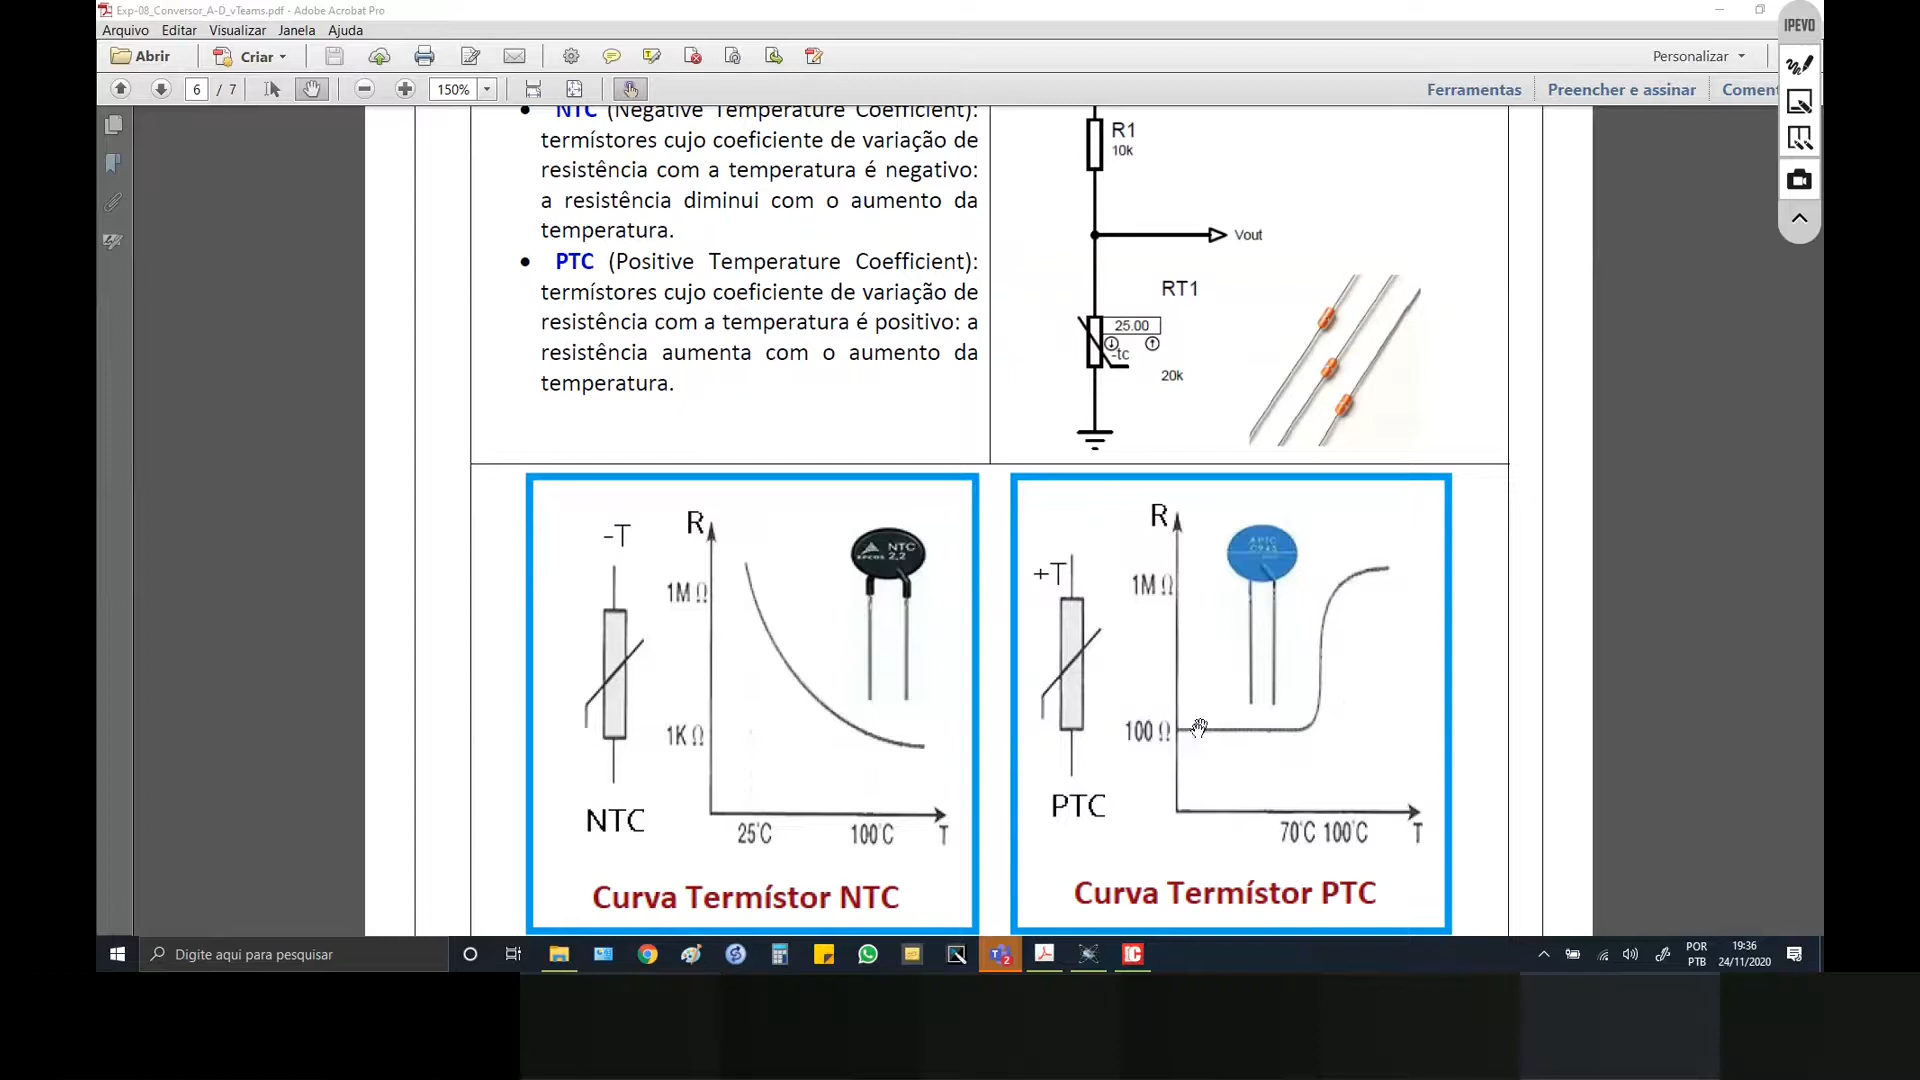 Exp-08_Conversor_A-D_vTeams.pdf - Adobe Acrobat Pro
IPEVO
Arquivo Editar Visualizar Janela Ajuda
Abrir Criar Personalizar
6 / 7 150% Ferramentas Preencher e assinar Coment
• NTC (Negative Temperature Coefficient):
termístores cujo coeficiente de variação de
resistência com a temperatura é negativo:
a resistência diminui com o aumento da
temperatura.
• PTC (Positive Temperature Coefficient):
termístores cujo coeficiente de variação de
resistência com a temperatura é positivo: a
resistência aumenta com o aumento da
temperatura.
R1
10k
Vout
RT1
25.00
-tc
20k
-T
R
NTC
2,2
EPCOS
1M Ω
1K Ω
NTC
25°C 100°C T
Curva Termístor NTC
R
+T
1M Ω
100 Ω
PTC
70°C 100°C T
Curva Termístor PTC
Digite aqui para pesquisar
POR
PTB
19:36
24/11/2020